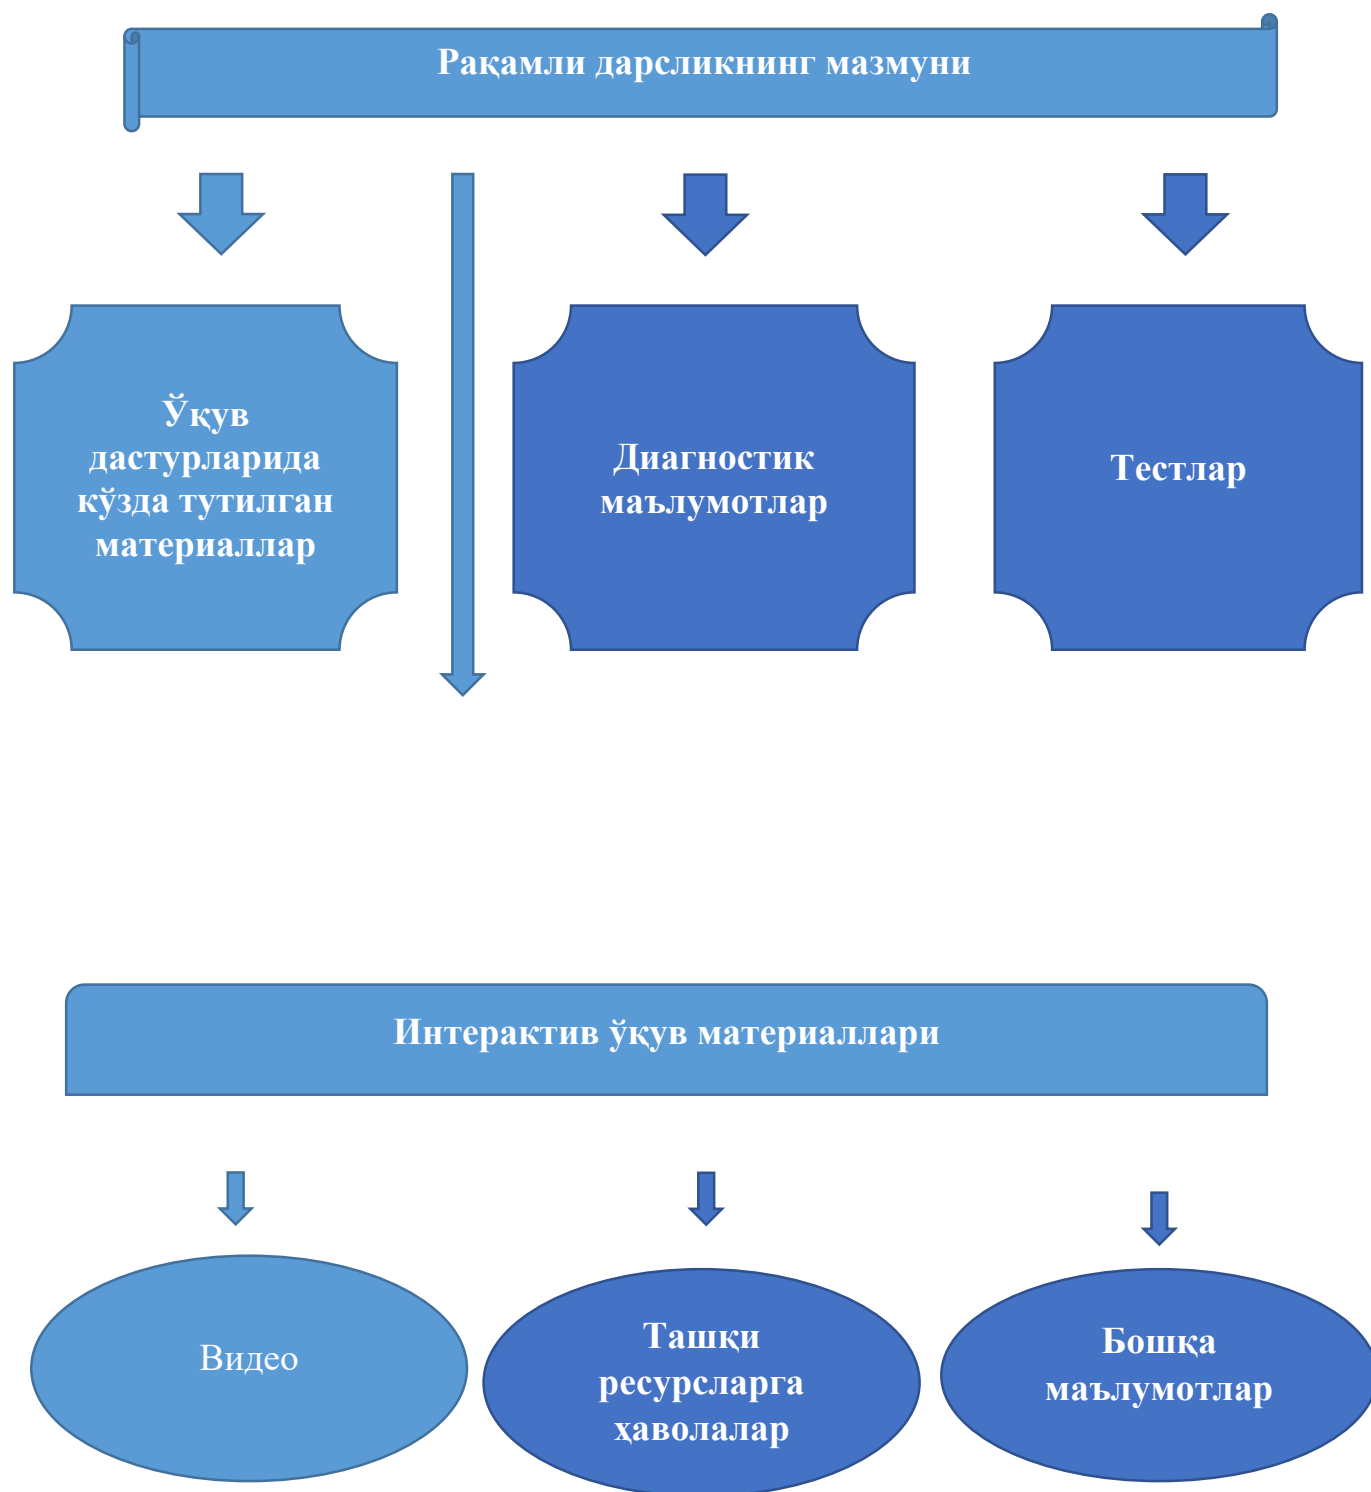 Рақамли дарсликнинг мазмуни
Ўқув
дастурларида
кўзда тутилган
материаллар
Диагностик
маълумотлар
Тестлар
Интерактив ўқув материаллари
Видео
Ташқи
ресурсларга
ҳаволалар
Бошқа
маълумотлар